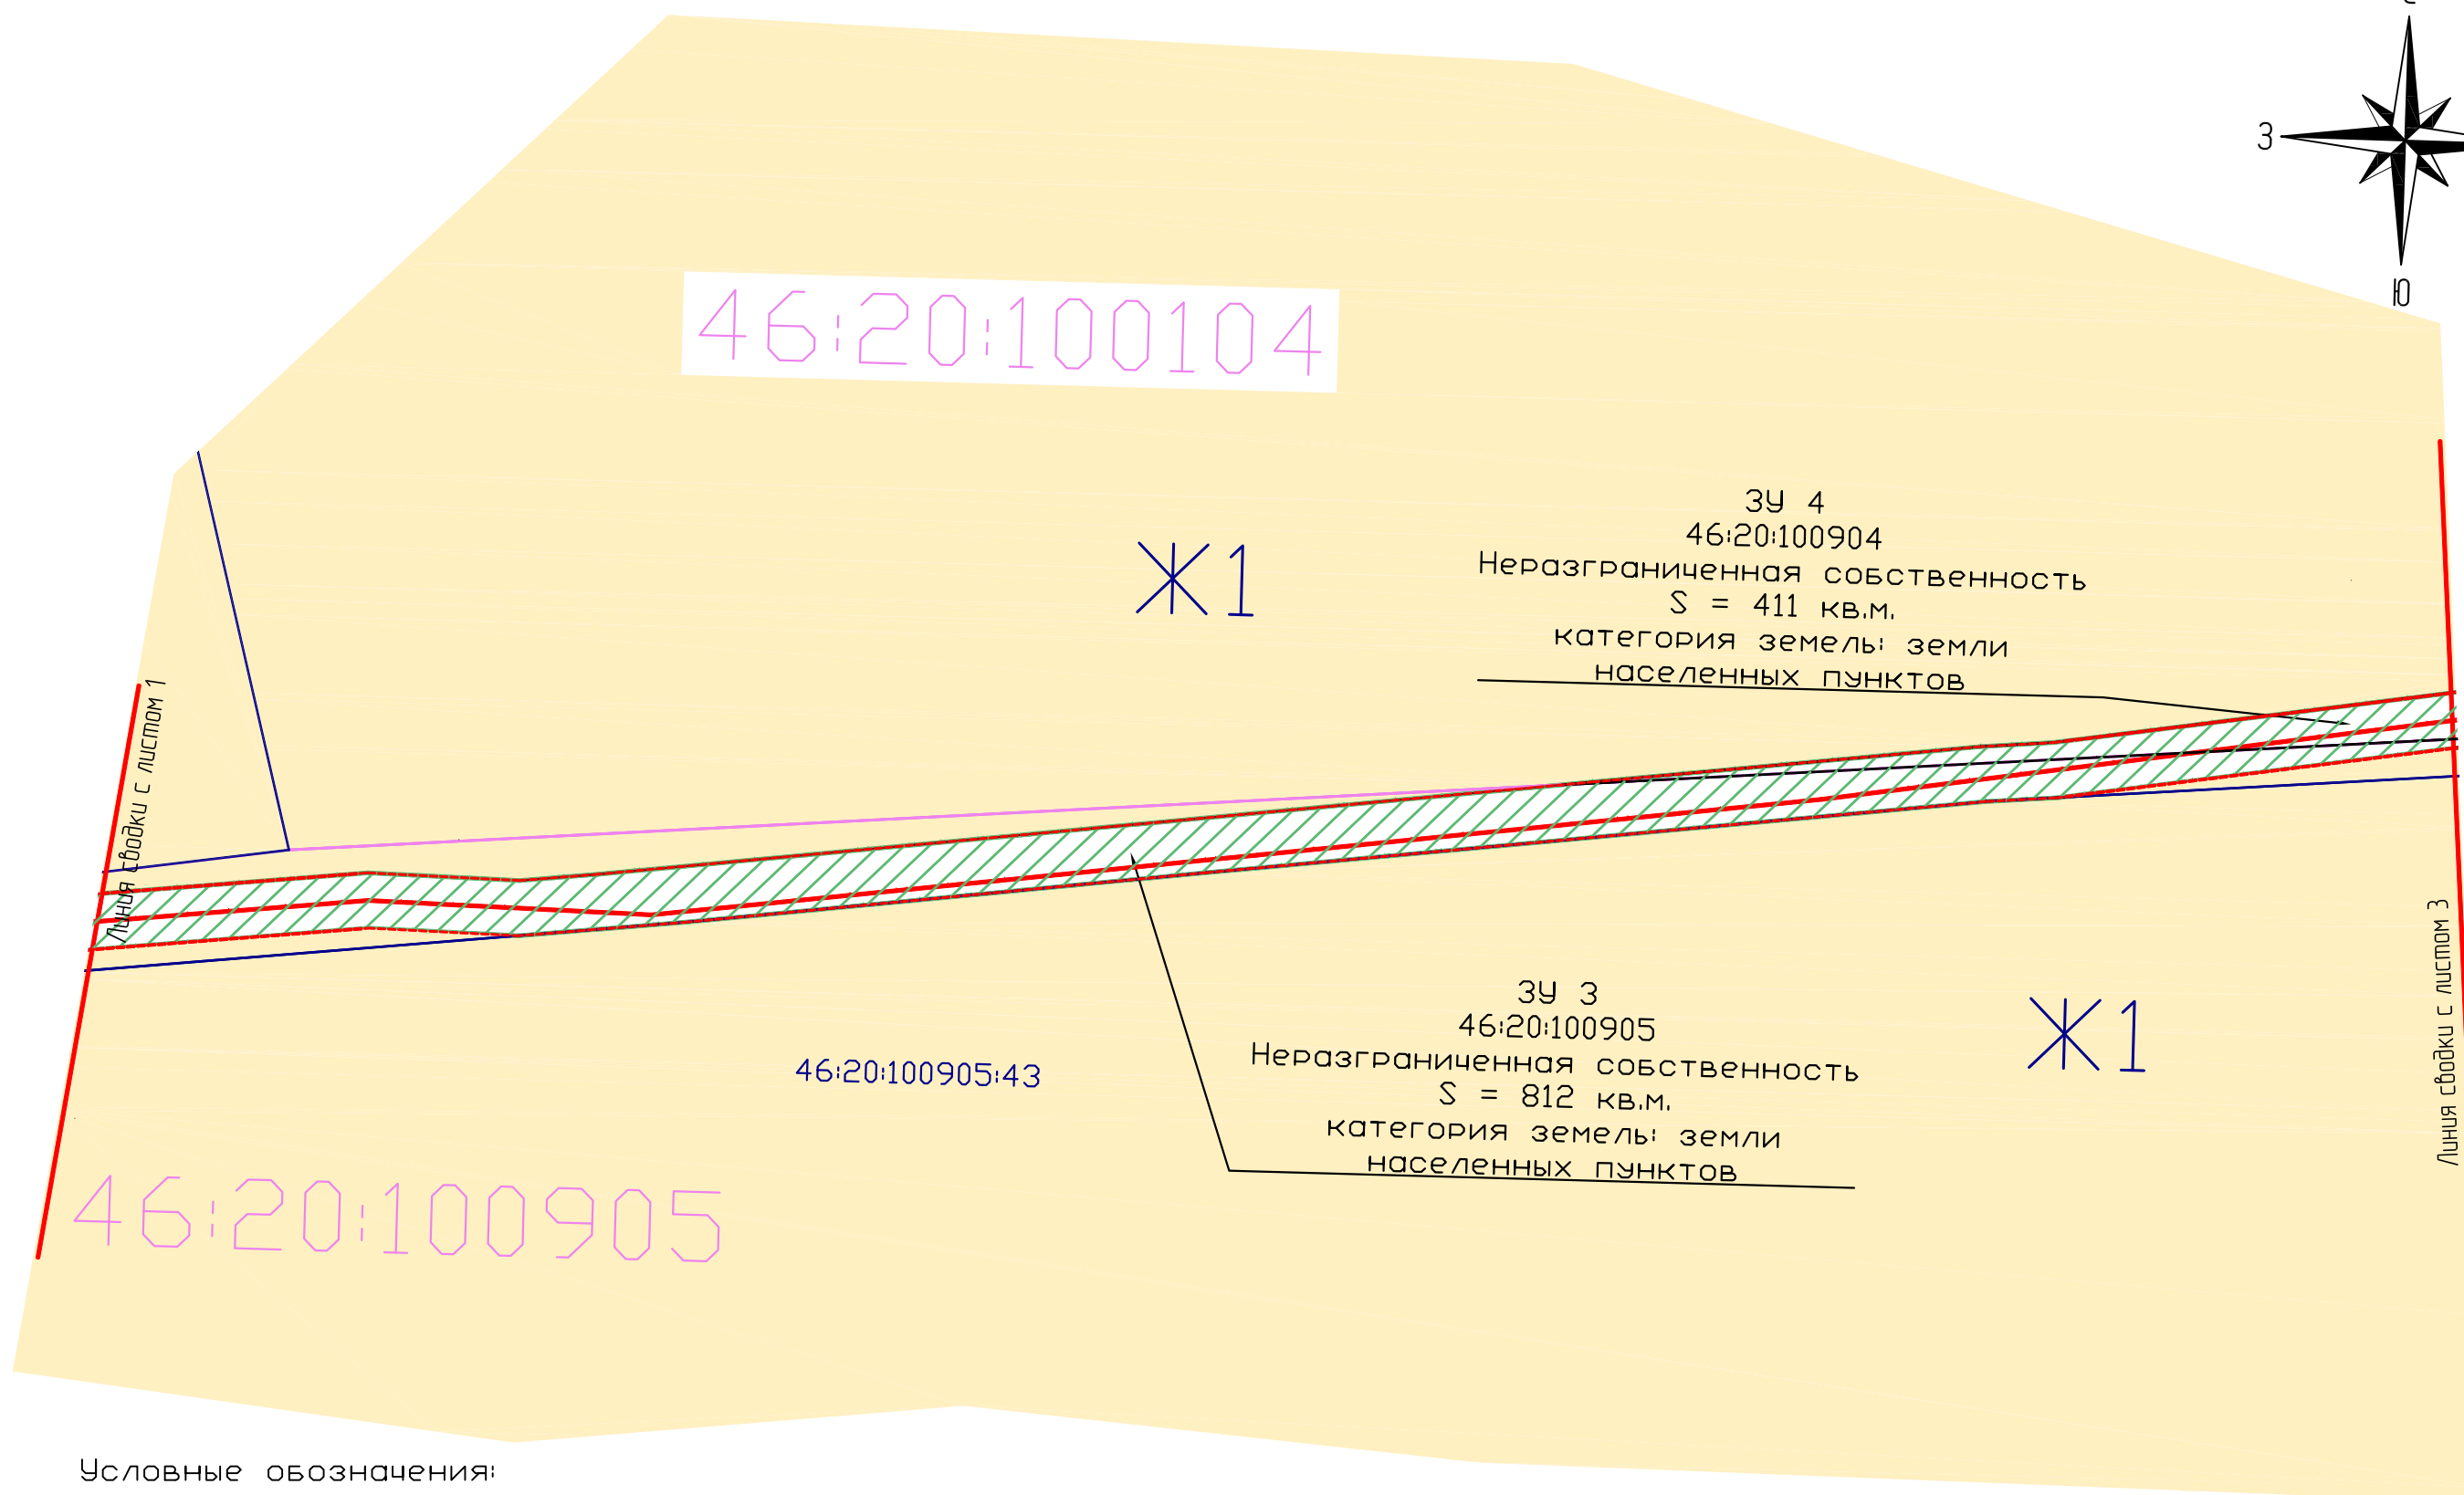 З
Ю
46:20:100104
Ж1
ЗУ 4
46:20:100904
Неразграниченная собственность
S = 411 кв.м.
категория земель: земли
населенных пунктов
Линия сводки с листом 1
Линия сводки с листом 3
ЗУ 3
46:20:100905
Неразграниченная собственность
S = 812 кв.м.
категория земель: земли
населенных пунктов
Ж1
46:20:100905:43
46:20:100905
Условные обозначения: